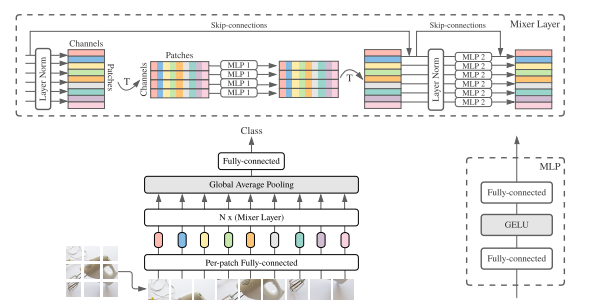 Skip-connections
Skip-connections
Mixer Layer
Channels
Layer Norm
Patches
T
Patches
Channels
MLP 1
MLP 1
MLP 1
MLP 1
T
Layer Norm
MLP 2
MLP 2
MLP 2
MLP 2
MLP 2
MLP 2
Class
Fully-connected
Global Average Pooling
N x (Mixer Layer)
Per-patch Fully-connected
MLP
Fully-connected
GELU
Fully-connected